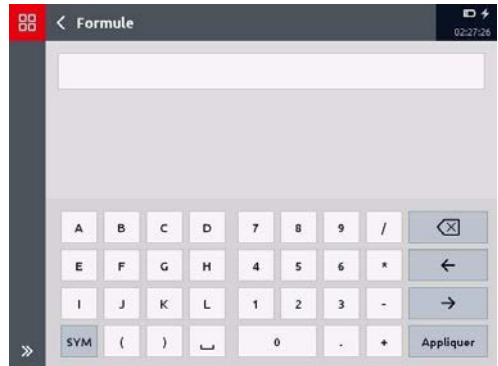 Formule
02:27:26
A B C D 7 8 9 /
E F G H 4 5 6 *
I J K L 1 2 3 -
SYM ( ) 0 . + Appliquer